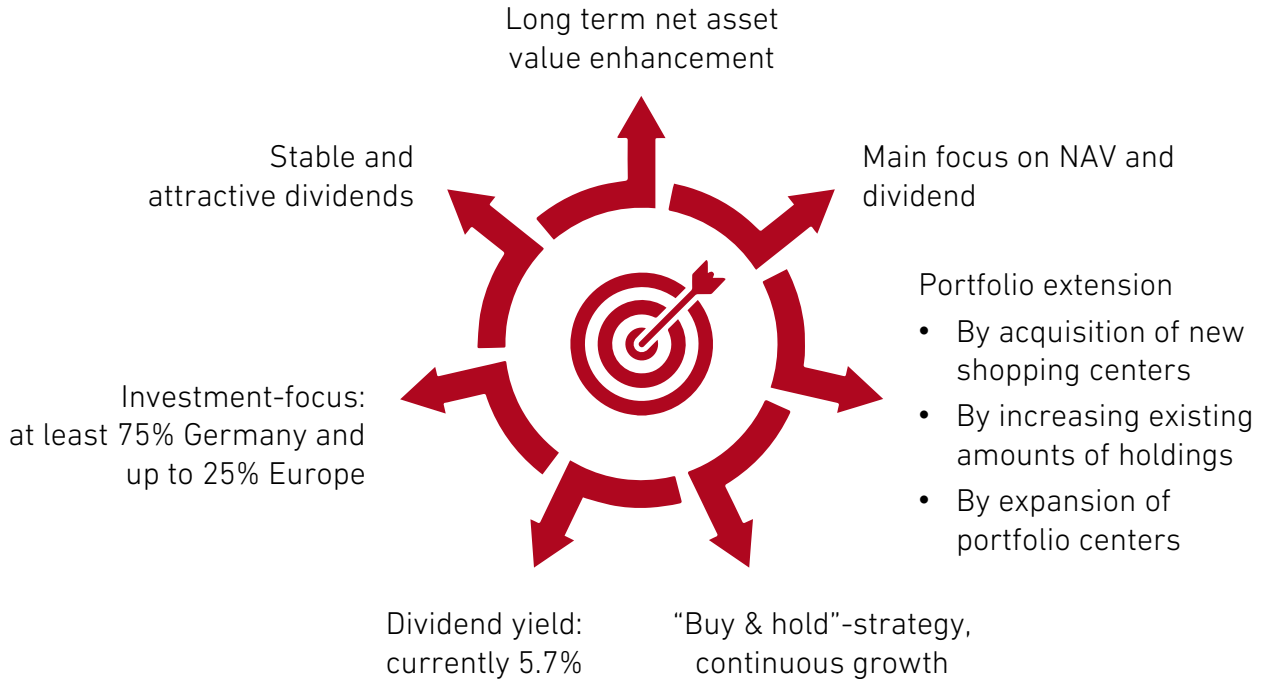 Long term net asset
value enhancement
Stable and
attractive dividends
Main focus on NAV and
dividend
Portfolio extension
• By acquisition of new
shopping centers
• By increasing existing
amounts of holdings
• By expansion of
portfolio centers
Investment-focus:
at least 75% Germany and
up to 25% Europe
Dividend yield:
currently 5.7%
“Buy & hold”-strategy,
continuous growth